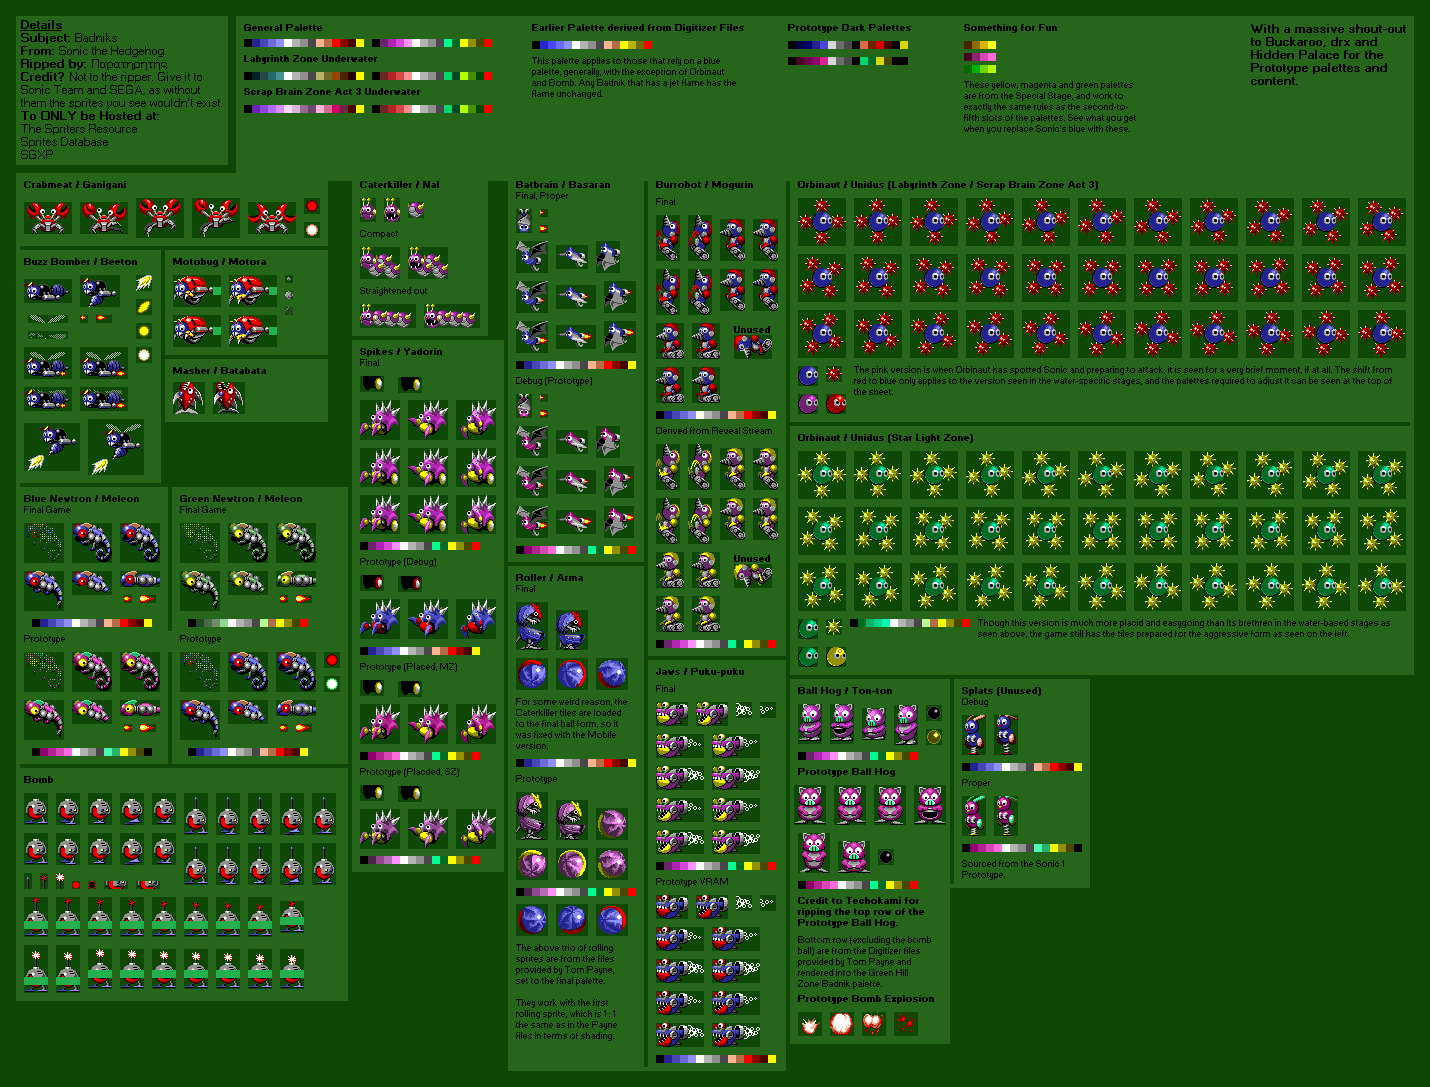 Details
Subject: Badniks
From: Sonic the Hedgehog
Ripped by: Παρατηρητής
Credit? Not to the ripper. Give it to
Sonic Team and SEGA, as without
them the sprites you see wouldn't exist.
To ONLY be Hosted at:
The Spriters Resource
Sprites Database
SGXP
General Palette
Labyrinth Zone Underwater
Scrap Brain Zone Act 3 Underwater
Earlier Palette derived from Digitizer Files
This palette applies to those that rely on a blue
palette, generally, with the exception of Orbinaut
and Bomb. Any Badnik that has a jet flame has the
flame unchanged.
Prototype Dark Palettes
Something for Fun
These yellow, magenta and green palettes
are from the Special Stage, and work to
exactly the same rules as the second-to-
fifth slots of the palettes. See what you get
when you replace Sonic's blue with these.
With a massive shout-out
to Buckaroo, drx and
Hidden Palace for the
Prototype palettes and
content.
Crabmeat / Ganigani
Buzz Bomber / Beeton
Motobug / Motora
Masher / Batabata
Blue Newtron / Meleon
Final Game
Prototype
Green Newtron / Meleon
Final Game
Prototype
Bomb
Caterkiller / Nal
Compact
Straightened out
Spikes / Yadorin
Final
Prototype (Debug)
Prototype (Placed, MZ)
Prototype (Placded, SZ)
Batbrain / Basaran
Final, Proper
Debug (Prototype)
Roller / Arma
Final
For some weird reason, the
Caterkiller tiles are loaded
to the final ball form, so it
was fixed with the Mobile
version.
Prototype
The above trio of rolling
sprites are from the files
provided by Tom Payne,
set to the final palette.
They work with the first
rolling sprite, which is 1:1
the same as in the Payne
files in terms of shading.
Burrobot / Mogurin
Final
Unused
Derived from Reveal Stream
Unused
Jaws / Puku-puku
Final
Prototype VRAM
Orbinaut / Unidus (Labyrinth Zone / Scrap Brain Zone Act 3)
The pink version is when Orbinaut has spotted Sonic and preparing to attack; it is seen for a very brief moment, if at all. The shift from
red to blue only applies to the version seen in the water-specific stages, and the palettes required to adjust it can be seen at the top of
the sheet.
Orbinaut / Unidus (Star Light Zone)
Though this version is much more placid and easygoing than its brethren in the water-based stages as
seen above, the game still has the tiles prepared for the aggressive form as seen on the left.
Ball Hog / Ton-ton
Prototype Ball Hog
Credit to Techokami for
ripping the top row of the
Prototype Ball Hog.
Bottom row (excluding the bomb
ball) are from the Digitizer files
provided by Tom Payne and
rendered into the Green Hill
Zone Badnik palette.
Prototype Bomb Explosion
Splats (Unused)
Debug
Proper
Sourced from the Sonic 1
Prototype.